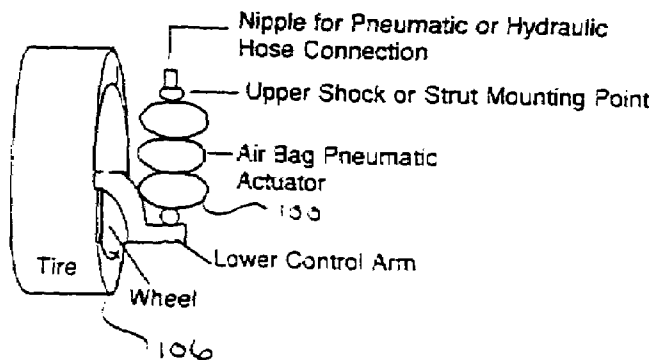 Nipple for Pneumatic or Hydraulic
Hose Connection
Upper Shock or Strut Mounting Point
Air Bag Pneumatic
Actuator
Lower Control Arm
Tire
Wheel
106